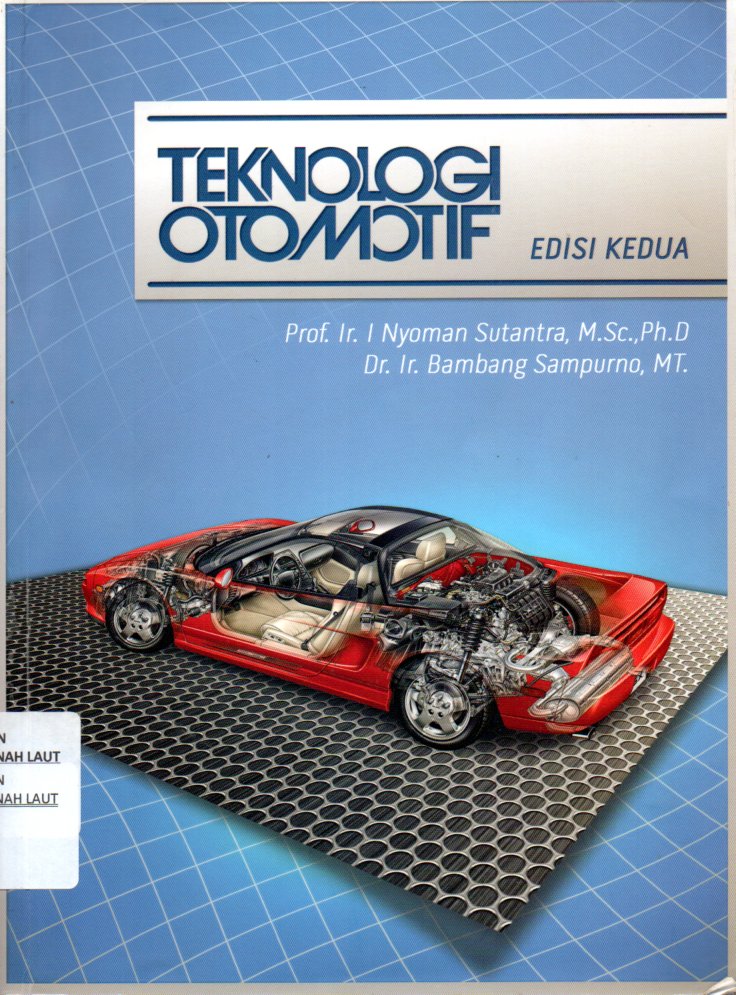 TEKNOLOGI
OTOMOTIF
EDISI KEDUA
Prof. Ir. I Nyoman Sutantra, M.Sc.,Ph.D
Dr. Ir. Bambang Sampurno, MT.
N
NAH LAUT
N
NAH LAUT